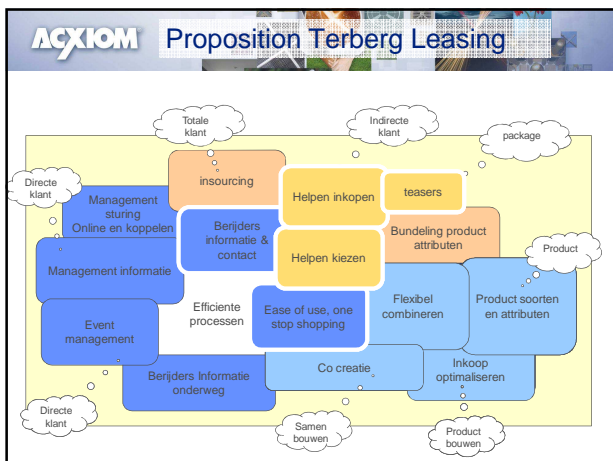 ACXIOM
Proposition Terberg Leasing
Totale
klant
Indirecte
klant
package
Directe
klant
insourcing
Helpen inkopen
teasers
Management
sturing
Online en koppelen
Berijders
informatie &
contact
Bundeling product
attributen
Helpen kiezen
Product
Management informatie
Efficiente
processen
Ease of use, one
stop shopping
Flexibel
combineren
Product soorten
en attributen
Event
management
Co creatie
Inkoop
optimaliseren
Berijders Informatie
onderweg
Directe
klant
Samen
bouwen
Product
bouwen